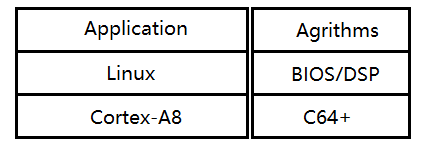 Application
Agrithms
Linux
BIOS/DSP
Cortex-A8
C64+